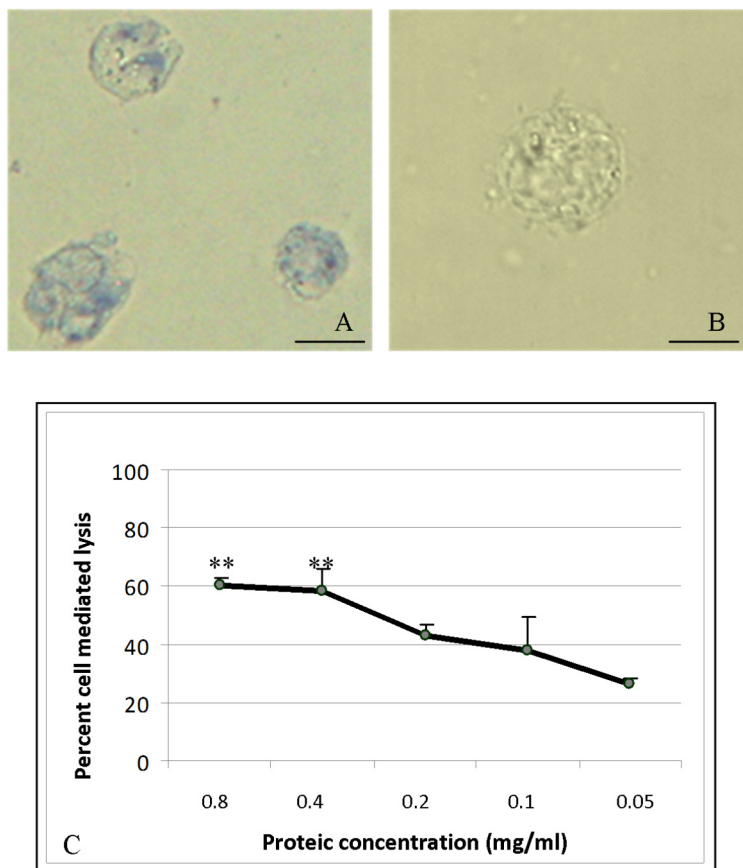 A
B
100
80
60
40
20
0
Percent cell mediated lysis
** **
0.8 0.4 0.2 0.1 0.05
Proteic concentration (mg/ml)
C